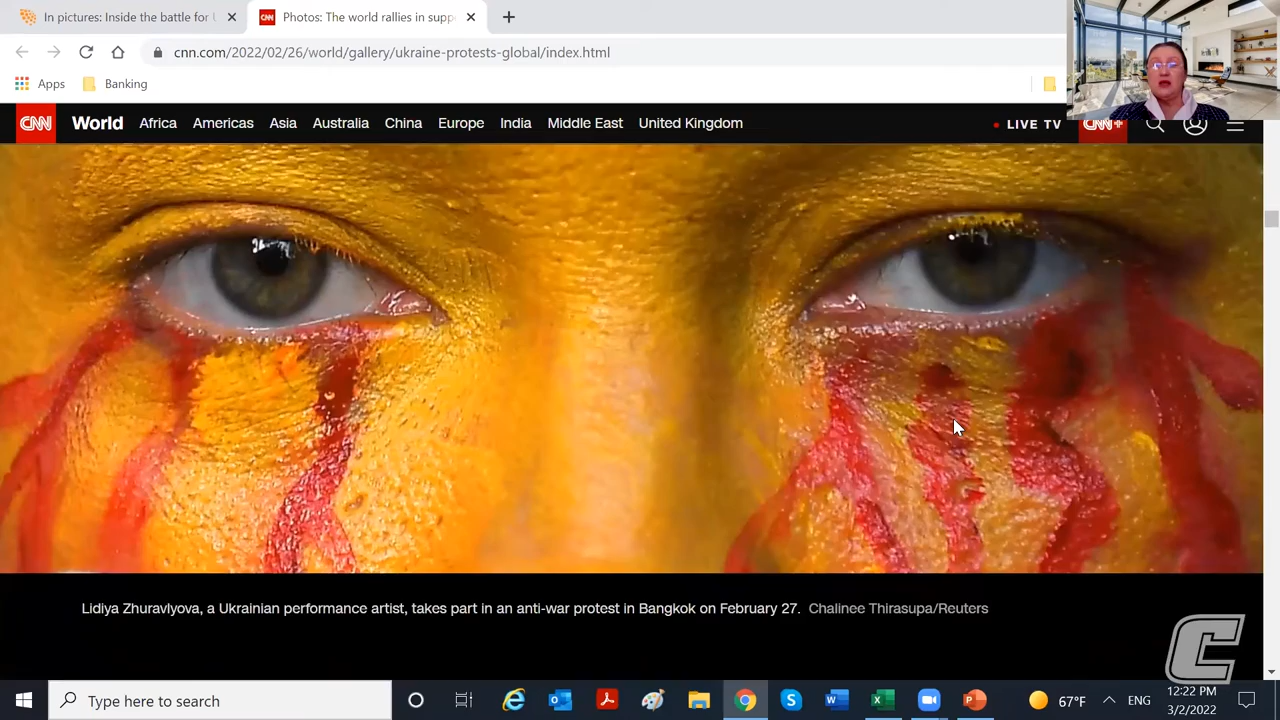 In pictures: Inside the battle for U
Photos: The world rallies in supp
cnn.com/2022/02/26/world/gallery/ukraine-protests-global/index.html
Apps
Banking
CNN
World
Africa
Americas
Asia
Australia
China
Europe
India
Middle East
United Kingdom
LIVE TV
CNN+
Lidiya Zhuravlyova, a Ukrainian performance artist, takes part in an anti-war protest in Bangkok on February 27. Chalinee Thirasupa/Reuters
C
Type here to search
67°F
ENG
12:22 PM
3/2/2022